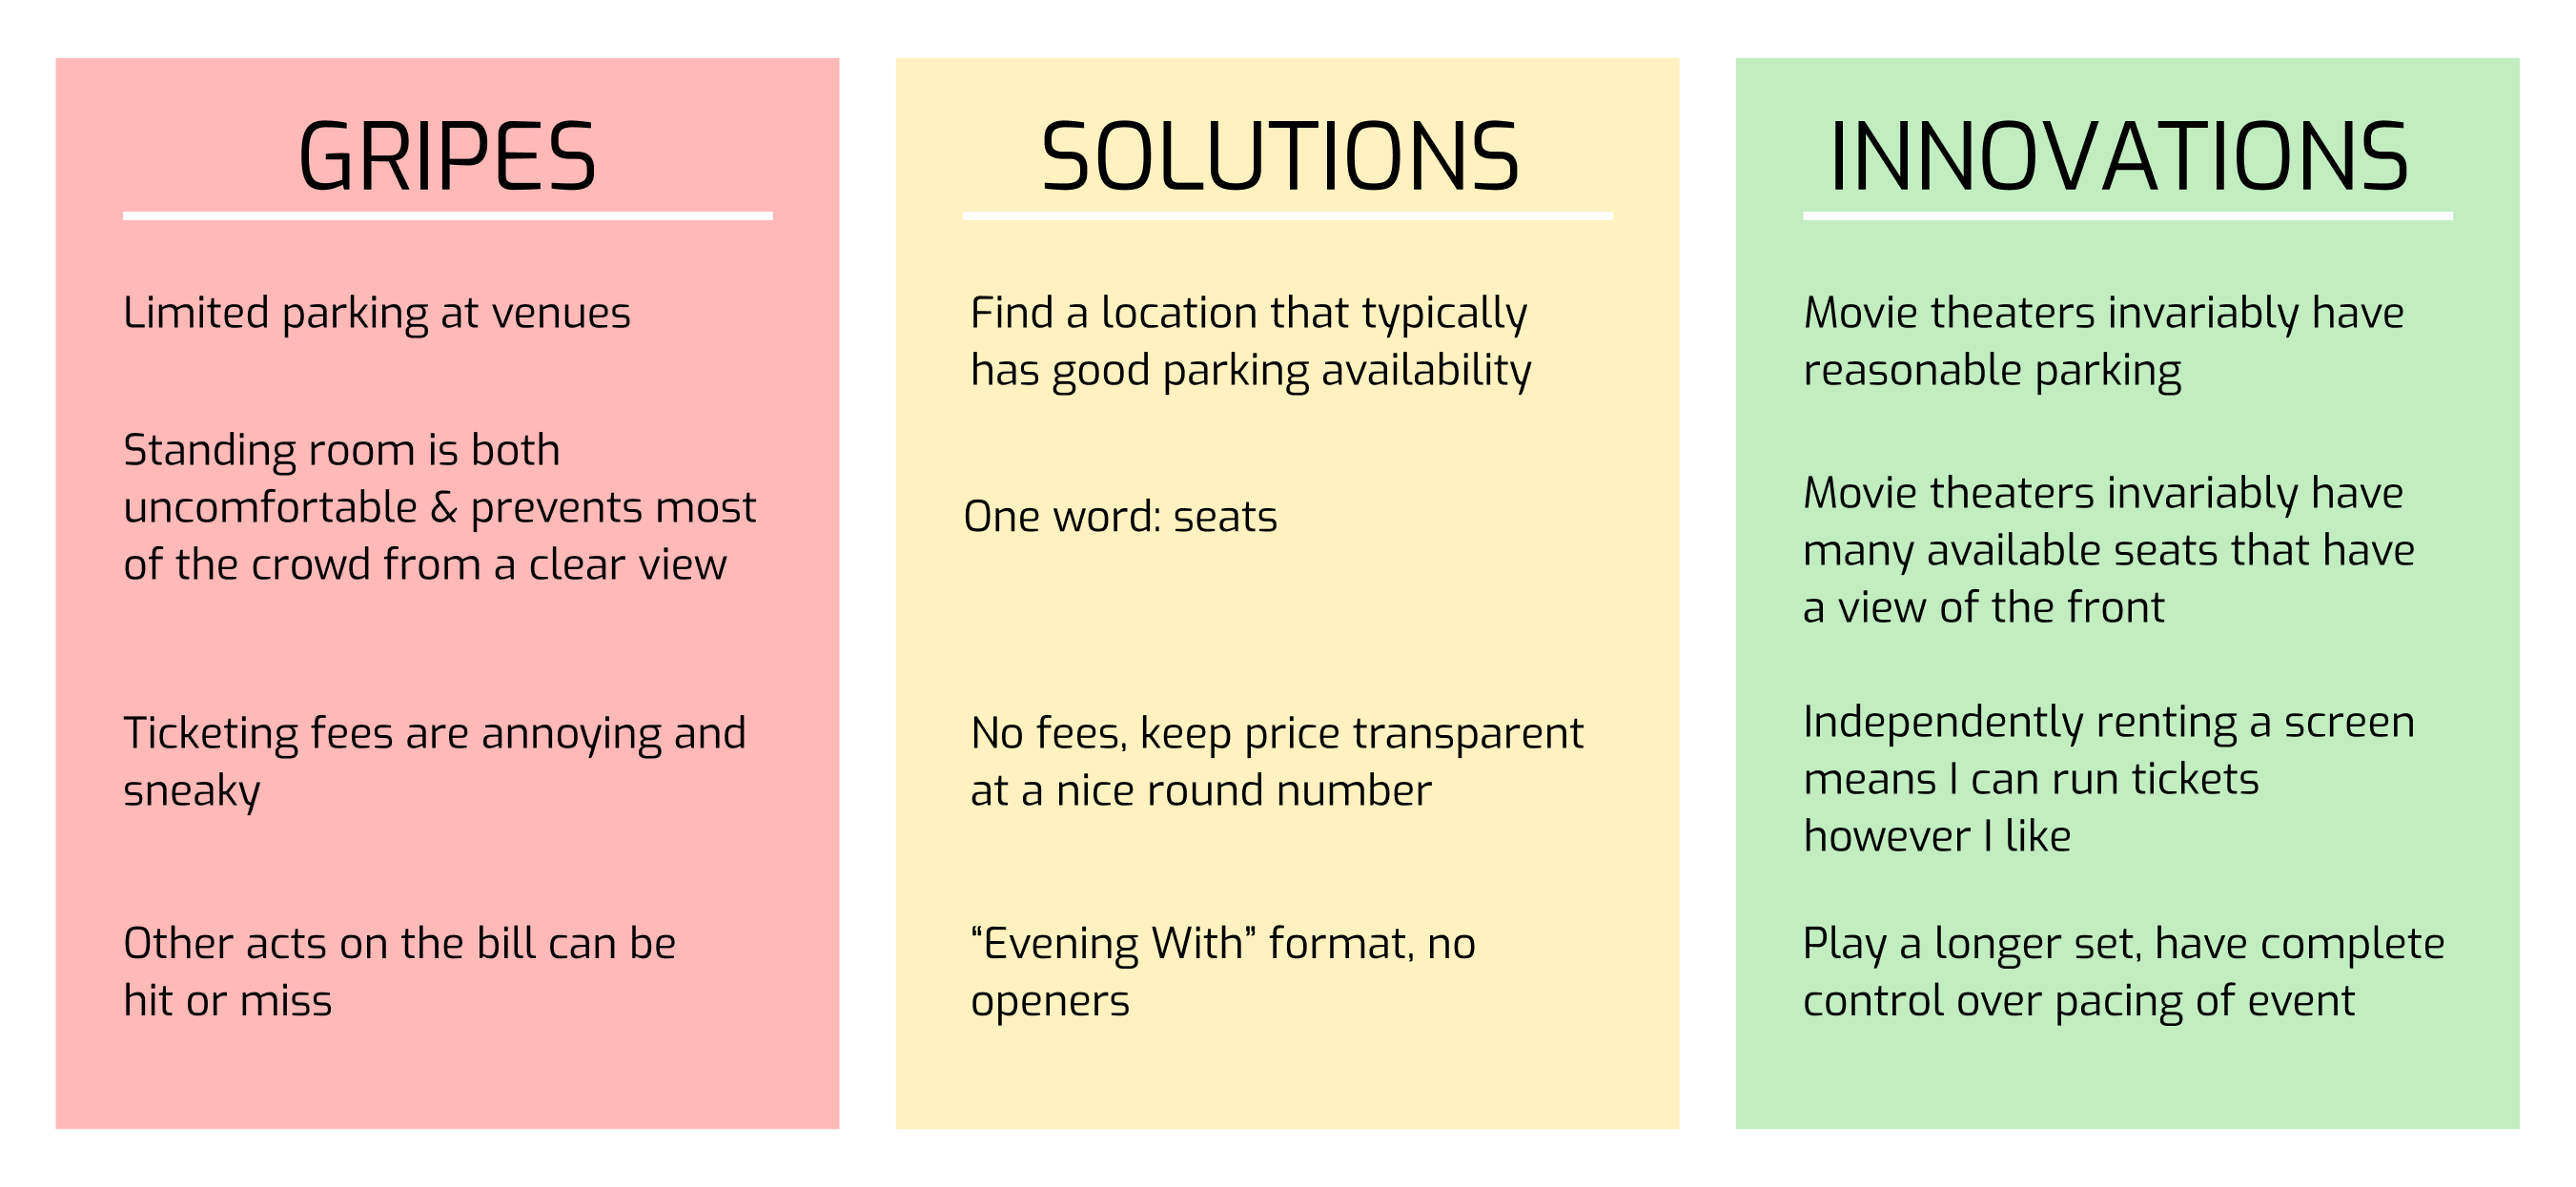 GRIPES
Limited parking at venues
Standing room is both
uncomfortable & prevents most
of the crowd from a clear view
Ticketing fees are annoying and
sneaky
Other acts on the bill can be
hit or miss
SOLUTIONS
Find a location that typically
has good parking availability
One word: seats
No fees, keep price transparent
at a nice round number
“Evening With” format, no
openers
INNOVATIONS
Movie theaters invariably have
reasonable parking
Movie theaters invariably have
many available seats that have
a view of the front
Independently renting a screen
means I can run tickets
however I like
Play a longer set, have complete
control over pacing of event